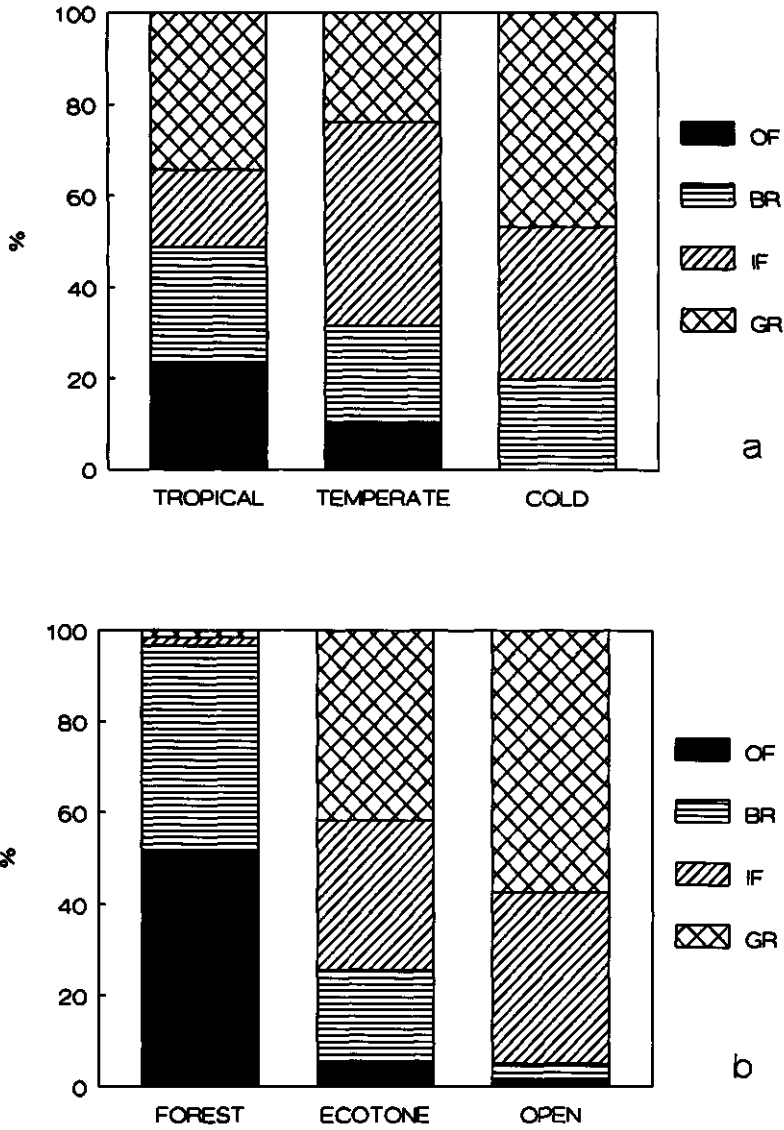 100
80
60
40
20
0
%
TROPICAL TEMPERATE COLD
OF
BR
IF
GR
a
100
80
60
40
20
0
%
FOREST ECOTONE OPEN
OF
BR
IF
GR
b